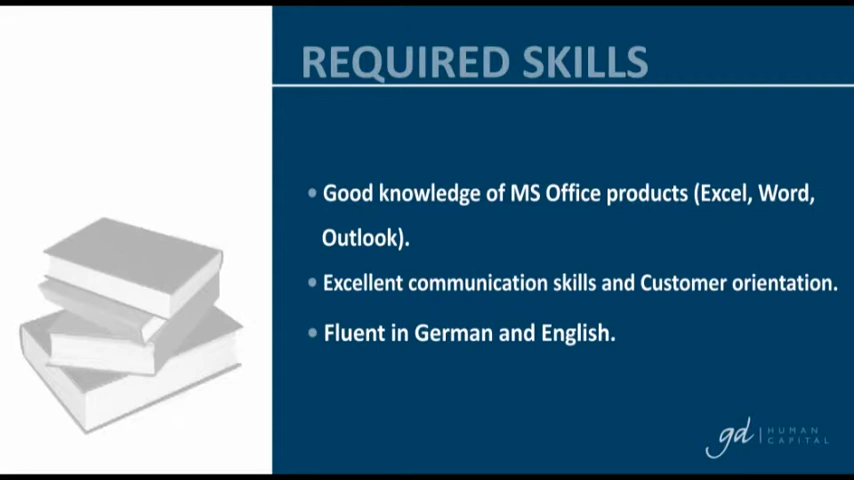 REQUIRED SKILLS
• Good knowledge of MS Office products (Excel, Word,
Outlook).
• Excellent communication skills and Customer orientation.
• Fluent in German and English.
gd | HUMAN
CAPITAL